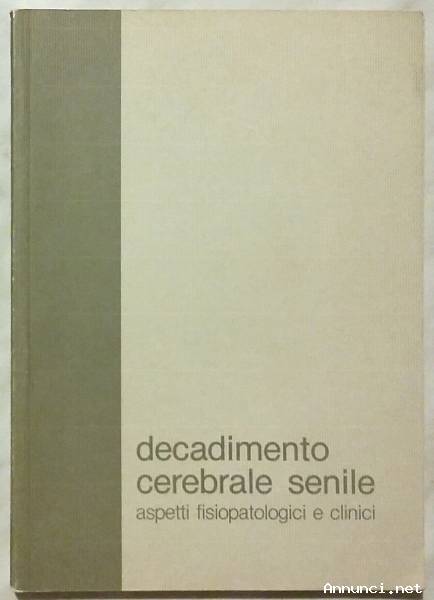 decadimento
cerebrale senile
aspetti fisiopatologici e clinici
Annunci.net